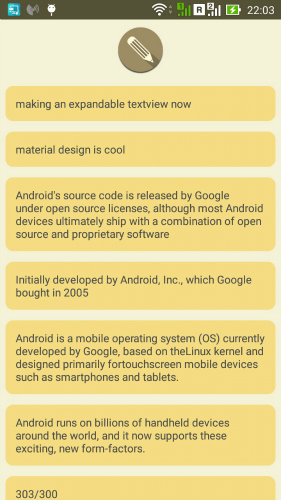 R
22:03
making an expandable textview now
material design is cool
Android's source code is released by Google
under open source licenses, although most Android
devices ultimately ship with a combination of open
source and proprietary software
Initially developed by Android, Inc., which Google
bought in 2005
Android is a mobile operating system (OS) currently
developed by Google, based on theLinux kernel and
designed primarily fortouchscreen mobile devices
such as smartphones and tablets.
Android runs on billions of handheld devices
around the world, and it now supports these
exciting, new form-factors.
303/300